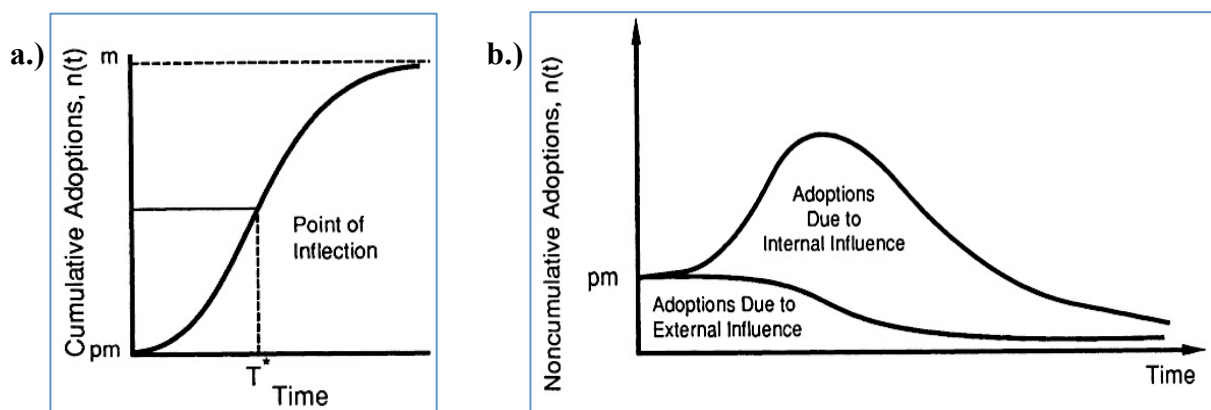 a.)
Cumulative Adoptions, n(t)
m
pm
Point of
Inflection
T*
Time
b.)
Noncumulative Adoptions, n(t)
pm
Adoptions
Due to
Internal Influence
Adoptions Due to
External Influence
Time